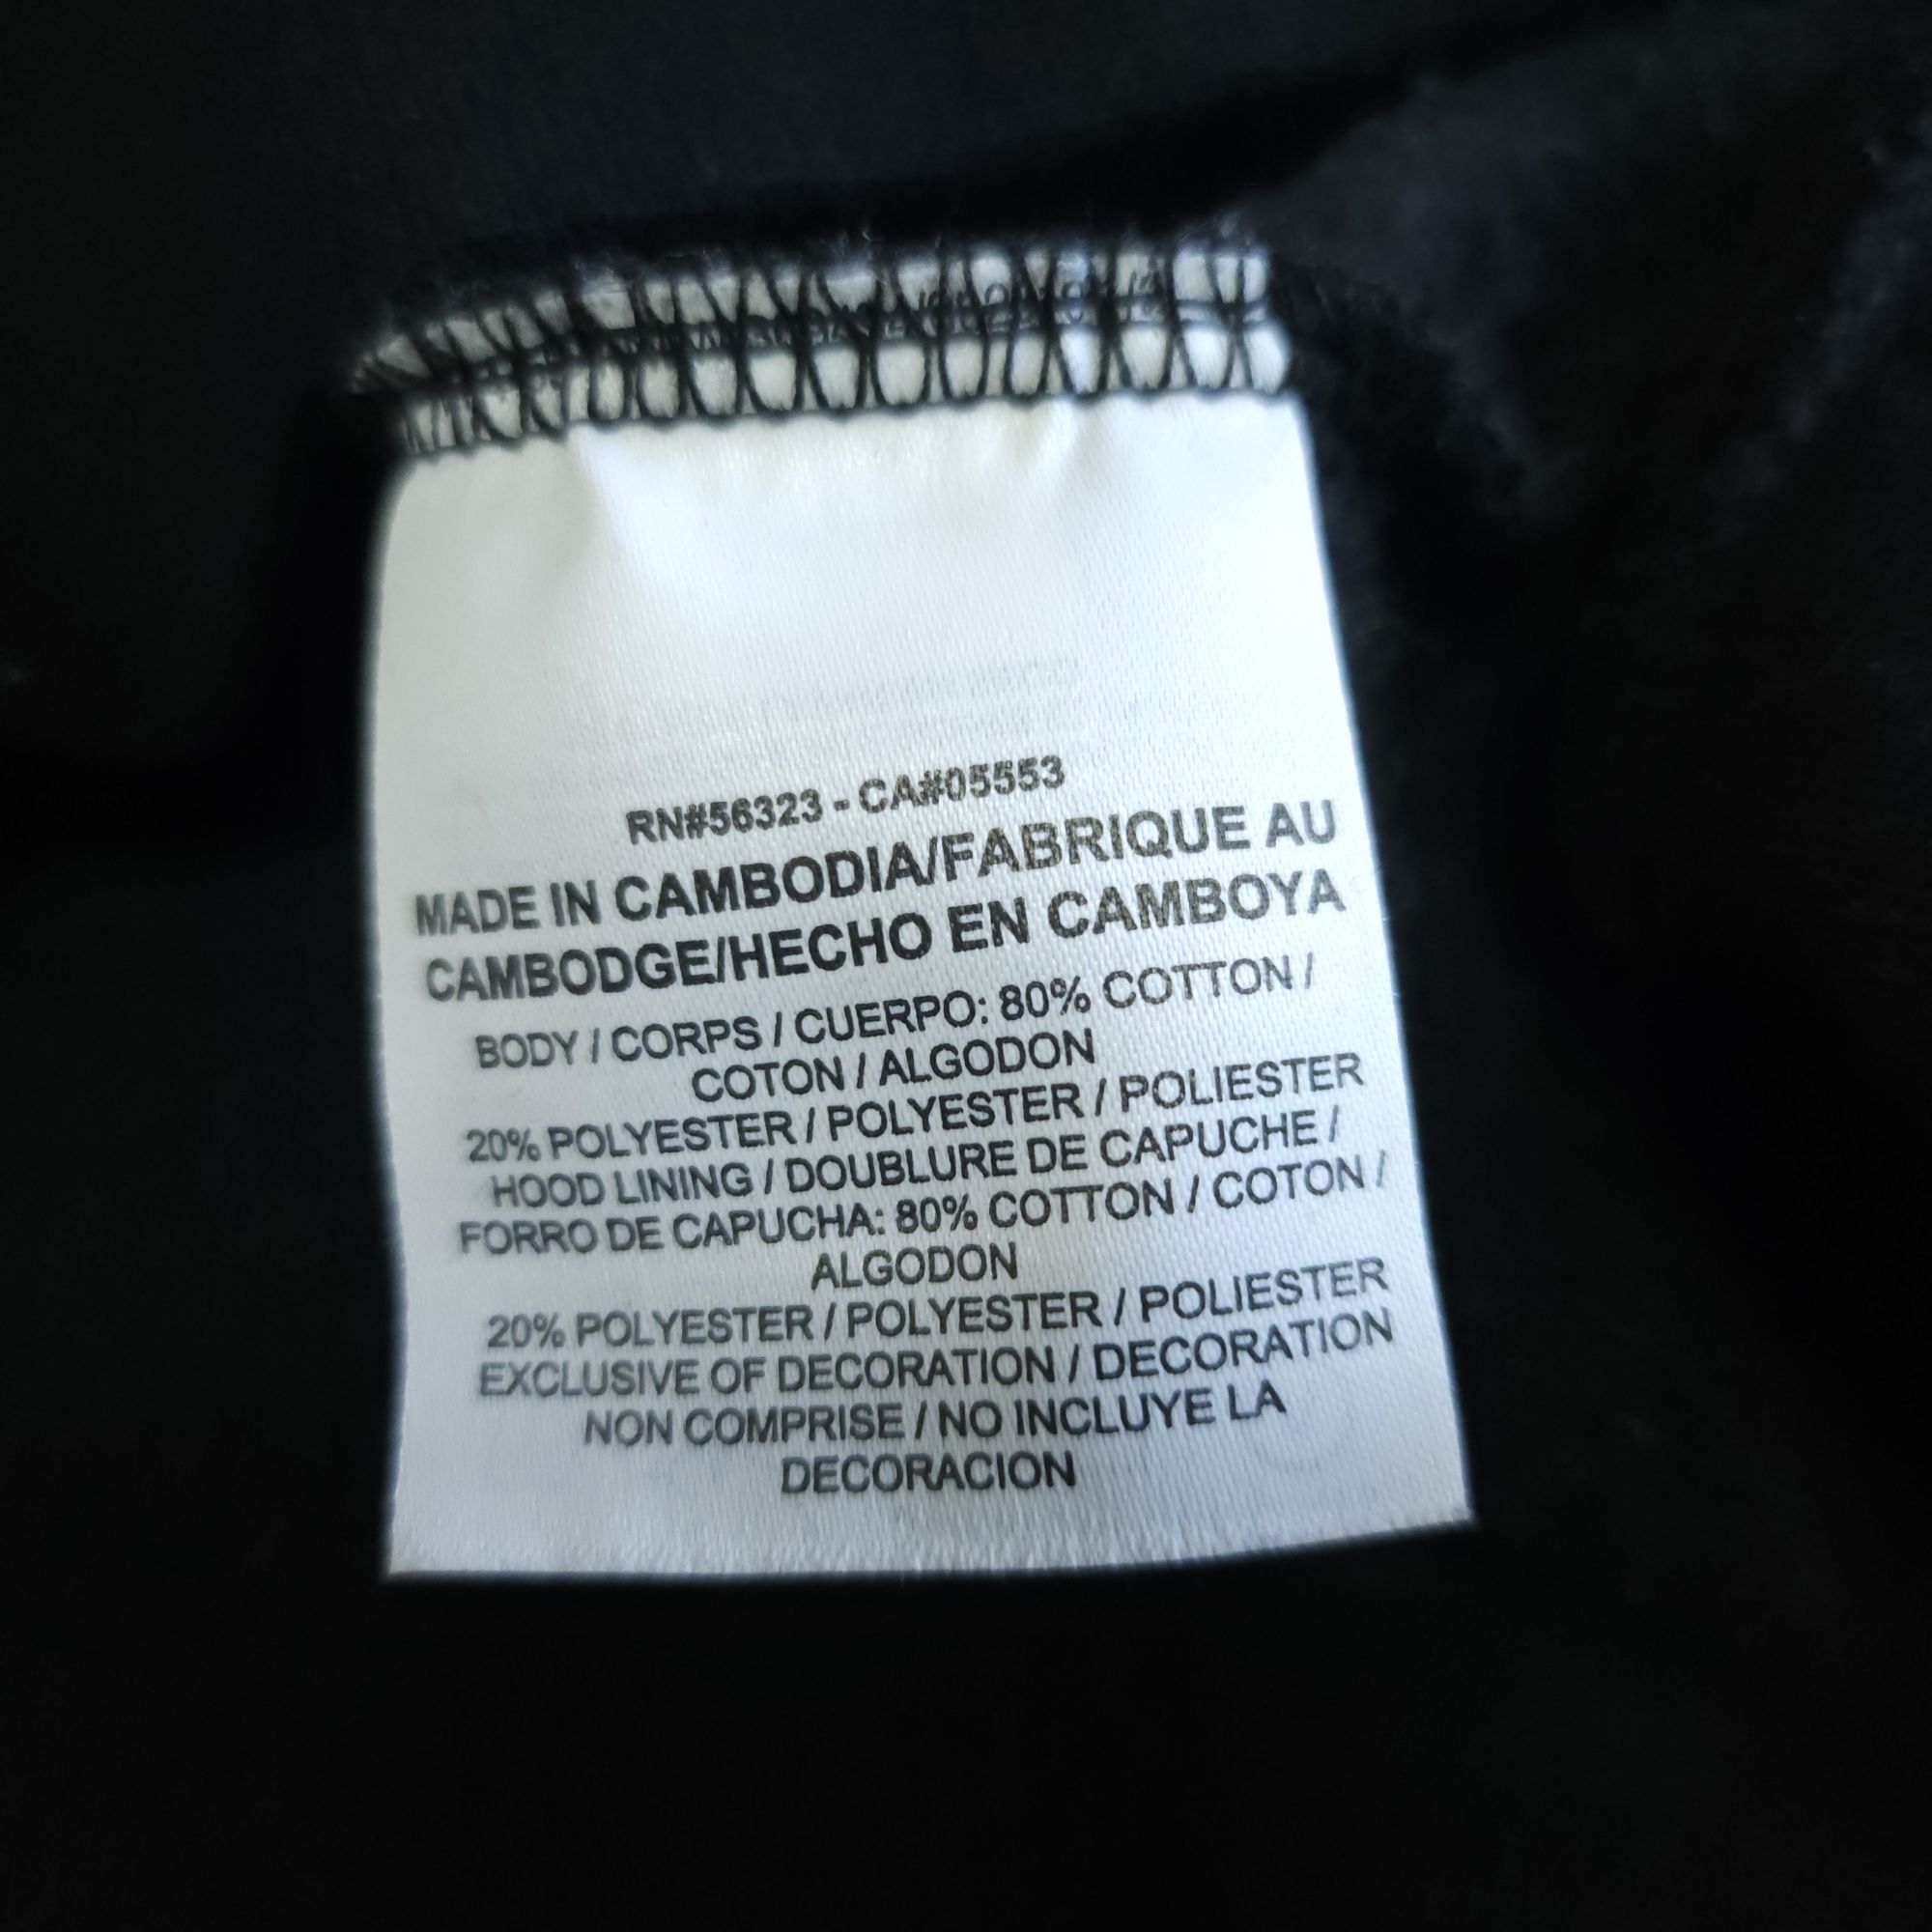 RN#56323 - CA#05553
MADE IN CAMBODIA/FABRIQUE AU
CAMBODGE/HECHO EN CAMBOYA
BODY / CORPS / CUERPO: 80% COTTON /
COTON / ALGODON
20% POLYESTER / POLYESTER / POLIESTER
HOOD LINING / DOUBLURE DE CAPUCHE /
FORRO DE CAPUCHA: 80% COTTON / COTON /
ALGODON
20% POLYESTER / POLYESTER / POLIESTER
EXCLUSIVE OF DECORATION / DECORATION
NON COMPRISE / NO INCLUYE LA
DECORACION